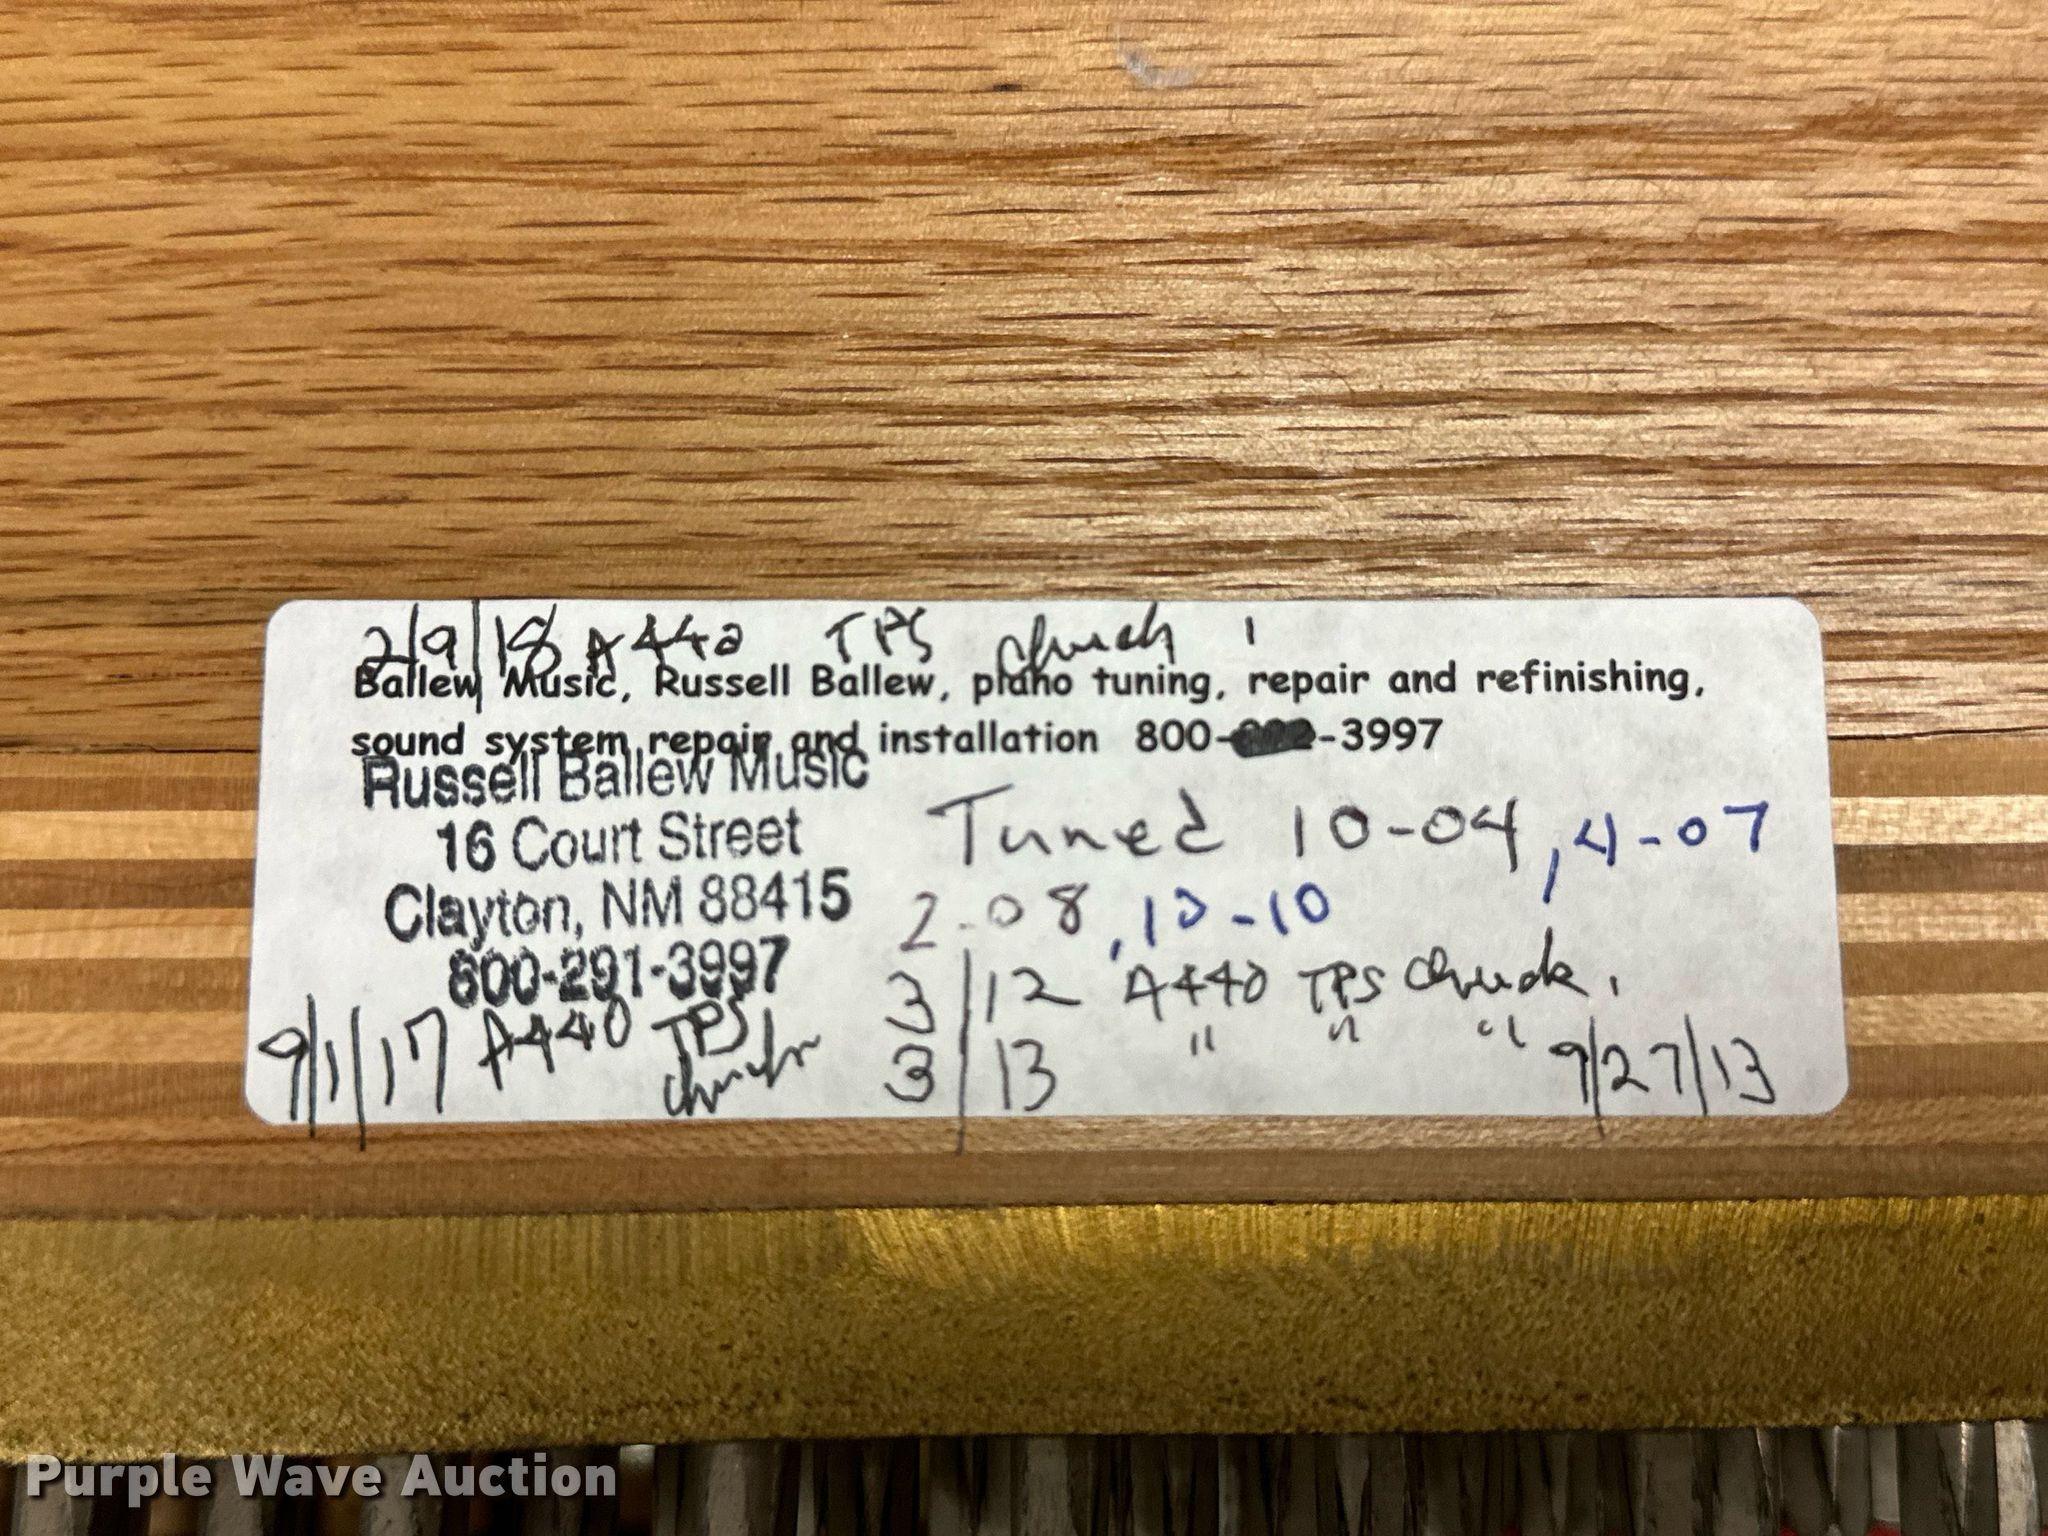 2/9/18 A440 TPS chuck
Ballew Music, Russell Ballew, piano tuning, repair and refinishing,
sound system repair and installation 800- -3997
Russell Ballew Music
16 Court Street
Clayton, NM 88415
800-291-3997
Tuned 10-04, 4-07
2-08, 10-10
3/12 A440 TPS Chuck.
3/13 " " " 9/27/13
9/1/17 A440 TPS
chuck
Purple Wave Auction